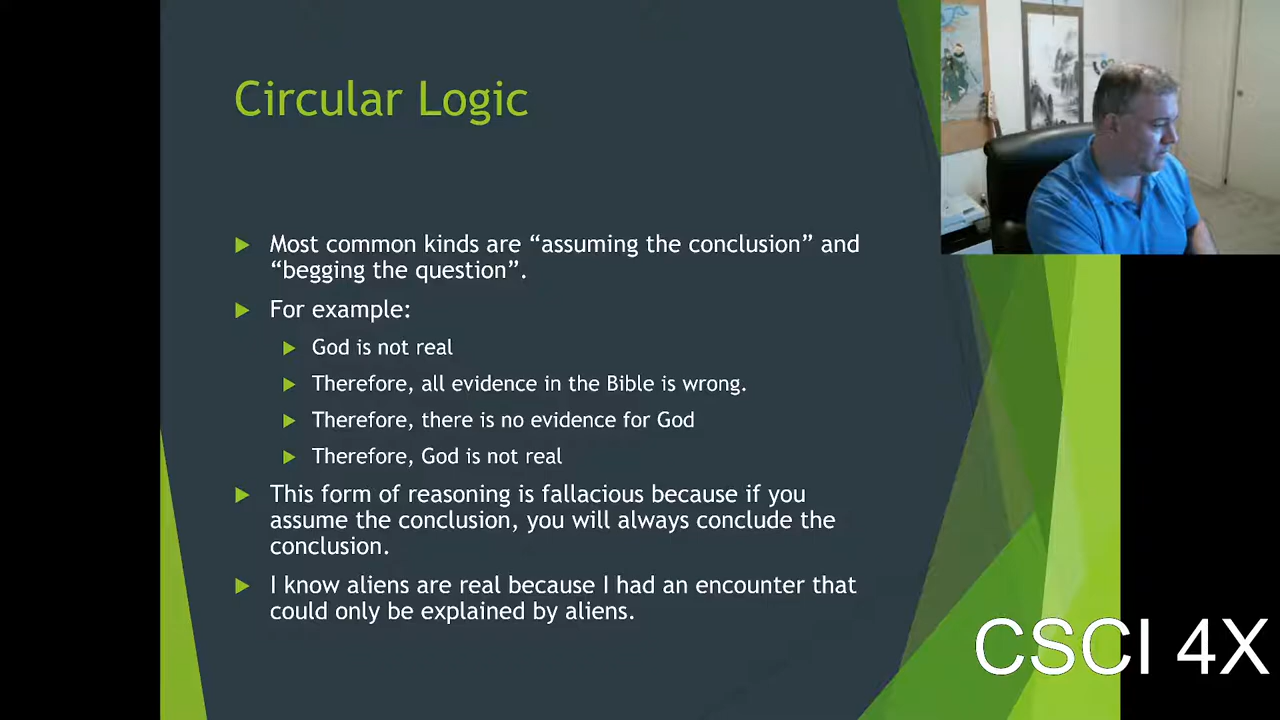 Circular Logic
Most common kinds are “assuming the conclusion” and
“begging the question”.
For example:
God is not real
Therefore, all evidence in the Bible is wrong.
Therefore, there is no evidence for God
Therefore, God is not real
This form of reasoning is fallacious because if you
assume the conclusion, you will always conclude the
conclusion.
I know aliens are real because I had an encounter that
could only be explained by aliens.
CSCI 4X